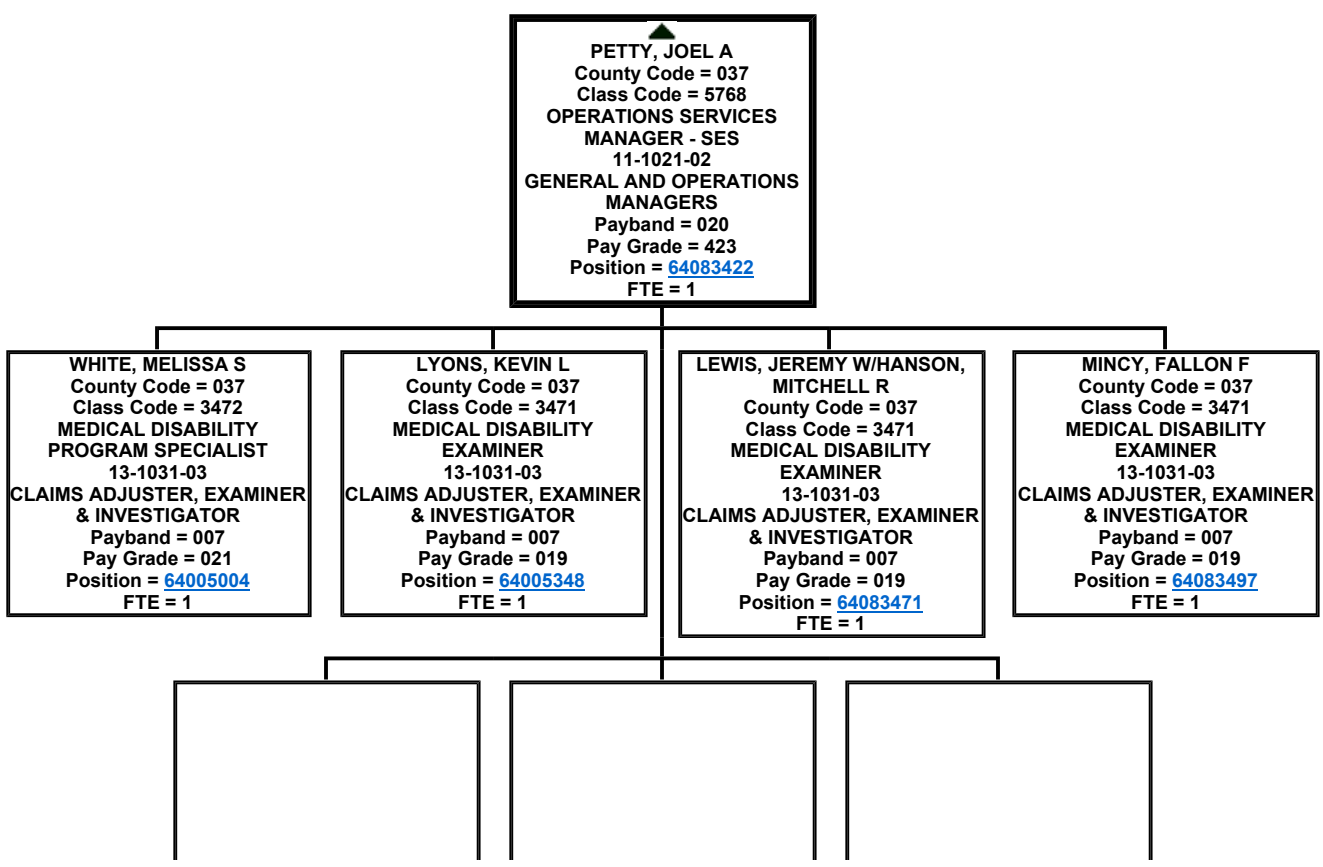 PETTY, JOEL A
County Code = 037
Class Code = 5768
OPERATIONS SERVICES
MANAGER - SES
11-1021-02
GENERAL AND OPERATIONS
MANAGERS
Payband = 020
Pay Grade = 423
Position = 64083422
FTE = 1
WHITE, MELISSA S
County Code = 037
Class Code = 3472
MEDICAL DISABILITY
PROGRAM SPECIALIST
13-1031-03
CLAIMS ADJUSTER, EXAMINER
& INVESTIGATOR
Payband = 007
Pay Grade = 021
Position = 64005004
FTE = 1
LYONS, KEVIN L
County Code = 037
Class Code = 3471
MEDICAL DISABILITY
EXAMINER
13-1031-03
CLAIMS ADJUSTER, EXAMINER
& INVESTIGATOR
Payband = 007
Pay Grade = 019
Position = 64005348
FTE = 1
LEWIS, JEREMY W/HANSON,
MITCHELL R
County Code = 037
Class Code = 3471
MEDICAL DISABILITY
EXAMINER
13-1031-03
CLAIMS ADJUSTER, EXAMINER
& INVESTIGATOR
Payband = 007
Pay Grade = 019
Position = 64083471
FTE = 1
MINCY, FALLON F
County Code = 037
Class Code = 3471
MEDICAL DISABILITY
EXAMINER
13-1031-03
CLAIMS ADJUSTER, EXAMINER
& INVESTIGATOR
Payband = 007
Pay Grade = 019
Position = 64083497
FTE = 1